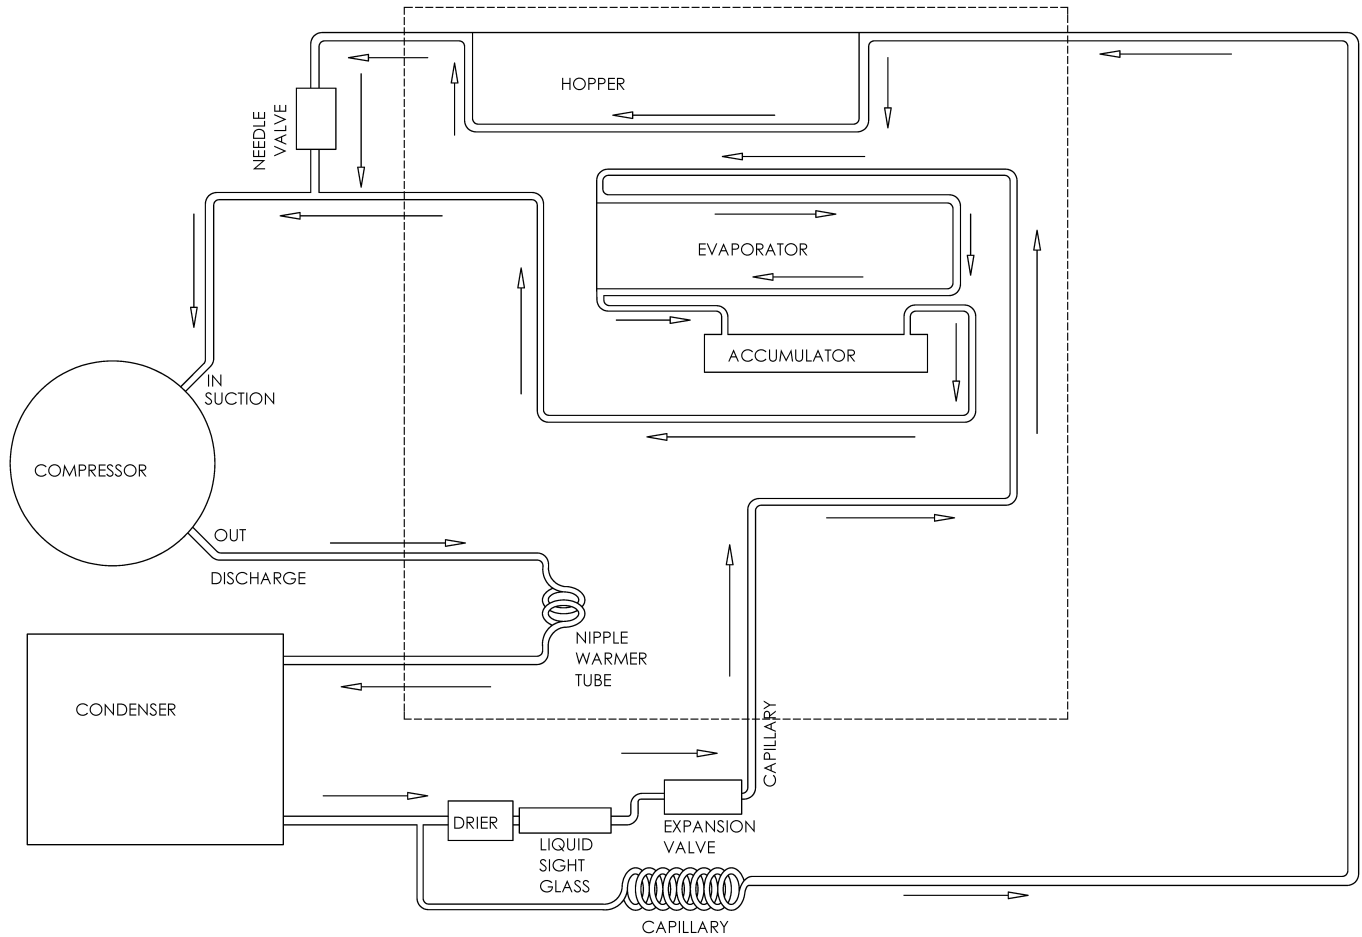 HOPPER
NEEDLE
VALVE
EVAPORATOR
ACCUMULATOR
IN
SUCTION
COMPRESSOR
OUT
DISCHARGE
NIPPLE
WARMER
TUBE
CONDENSER
CAPILLARY
DRIER
EXPANSION
VALVE
LIQUID
SIGHT
GLASS
CAPILLARY